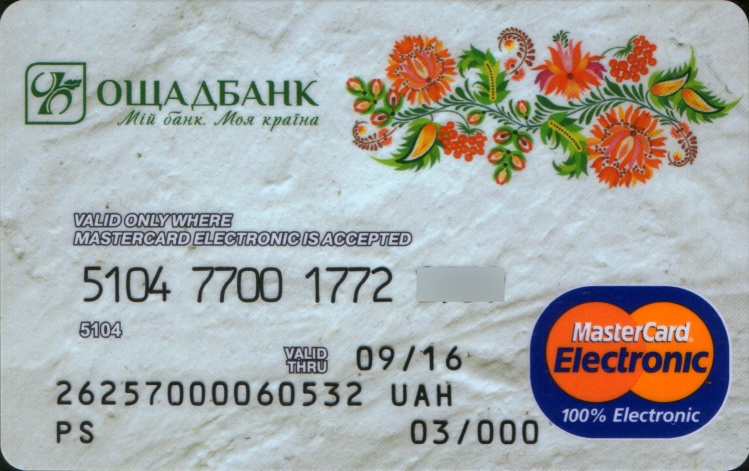 ОЩАДБАНК
Мій банк. Моя країна
VALID ONLY WHERE
MASTERCARD ELECTRONIC IS ACCEPTED
5104 7700 1772
5104
VALID
THRU 09/16
26257000060532 UAH
PS 03/000
MasterCard
Electronic
100% Electronic